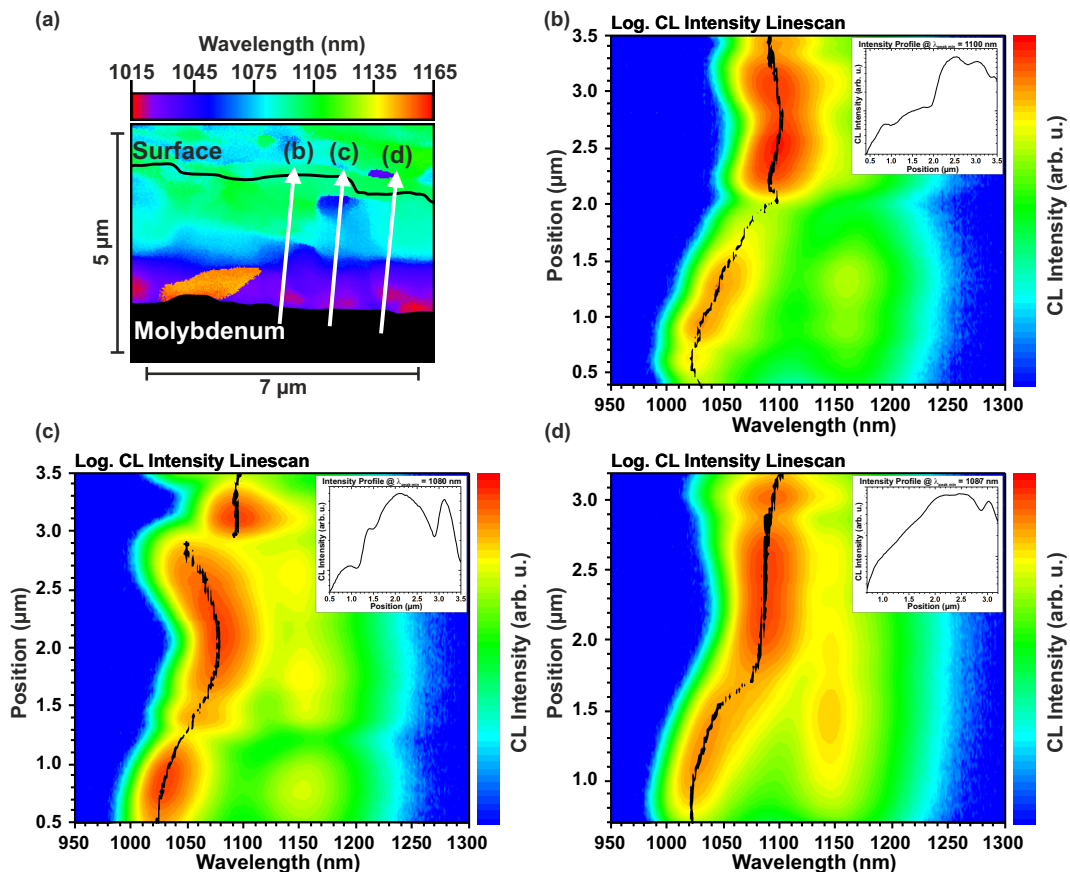 (a)
Wavelength (nm)
1015 1045 1075 1105 1135 1165
Surface
(b) (c) (d)
5 µm
Molybdenum
7 µm
(b)
Log. CL Intensity Linescan
3.5
3.0
2.5
2.0
1.5
1.0
0.5
Position (µm)
950 1000 1050 1100 1150 1200 1300
Wavelength (nm)
CL Intensity (arb. u.)
Intensity Profile @ λpeak,min = 1100 nm
CL Intensity (arb. u.)
0.5 1.0 1.5 2.0 2.5 3.0 3.5
Position (µm)
(c)
Log. CL Intensity Linescan
3.5
3.0
2.5
2.0
1.5
1.0
0.5
Position (µm)
950 1000 1050 1100 1150 1200 1300
Wavelength (nm)
CL Intensity (arb. u.)
Intensity Profile @ λpeak,min = 1080 nm
CL Intensity (arb. u.)
0.5 1.0 1.5 2.0 2.5 3.0 3.5
Position (µm)
(d)
Log. CL Intensity Linescan
3.0
2.5
2.0
1.5
1.0
Position (µm)
950 1000 1050 1100 1150 1200 1300
Wavelength (nm)
CL Intensity (arb. u.)
Intensity Profile @ λpeak,min = 1087 nm
CL Intensity (arb. u.)
1.0 1.5 2.0 2.5 3.0
Position (µm)